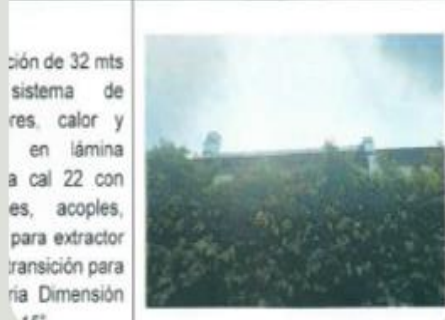 ción de 32 mts
sistema de
res, calor y
en lámina
a cal 22 con
es, acoples,
para extractor
transición para
ria Dimensión